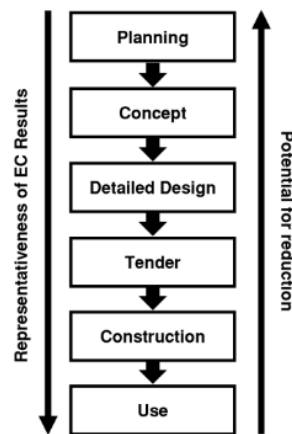 Planning
Concept
Detailed Design
Tender
Construction
Use
Representativeness of EC Results
Potential for reduction